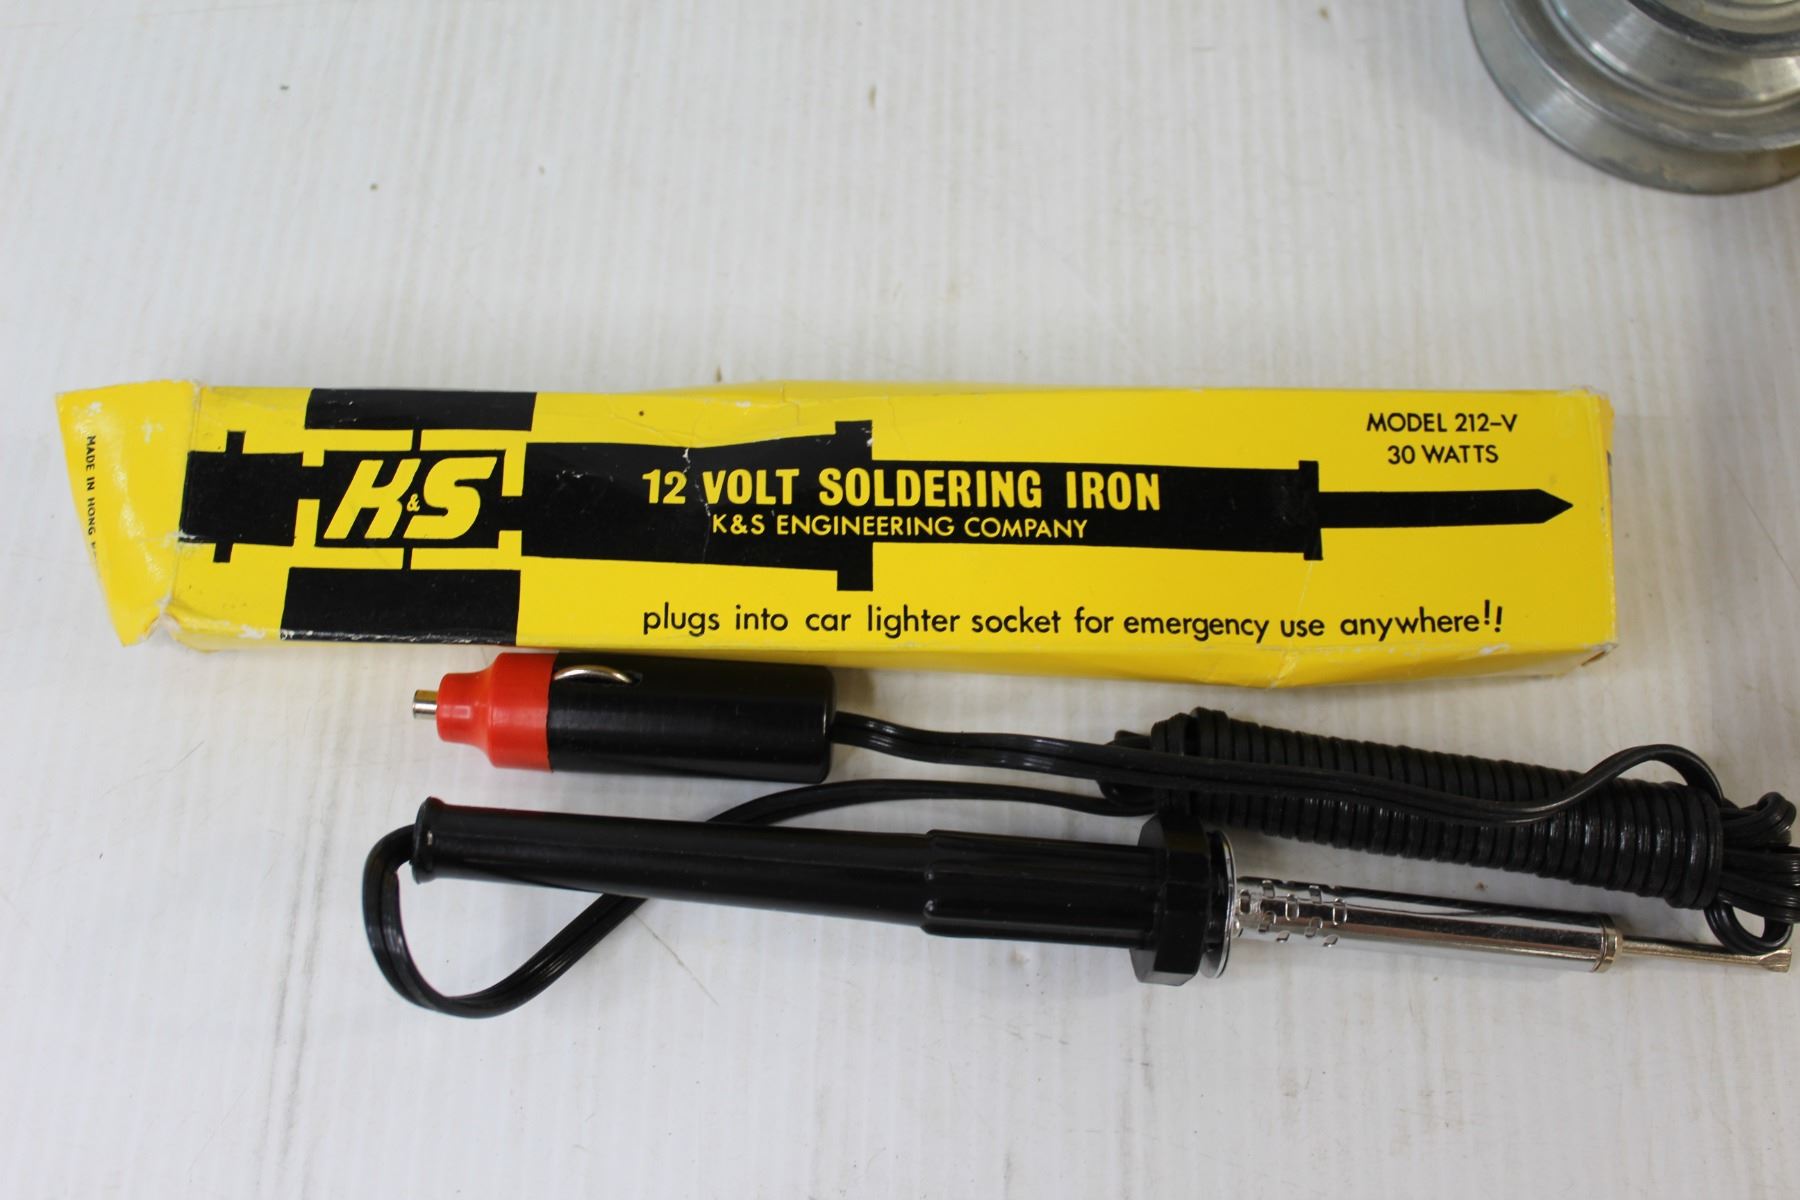 MADE IN HONG
K&S
12 VOLT SOLDERING IRON
K&S ENGINEERING COMPANY
MODEL 212-V
30 WATTS
plugs into car lighter socket for emergency use anywhere!!